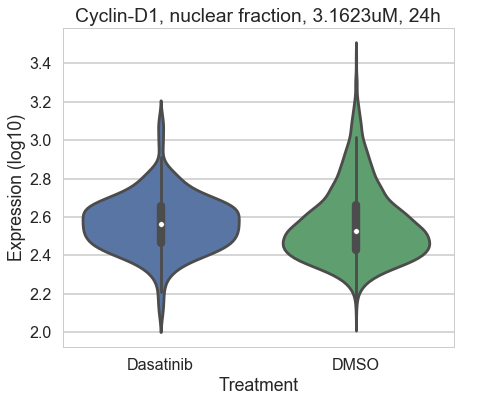 Cyclin-D1, nuclear fraction, 3.1623uM, 24h
Expression (log10)
3.4
3.2
3.0
2.8
2.6
2.4
2.2
2.0
Dasatinib DMSO
Treatment